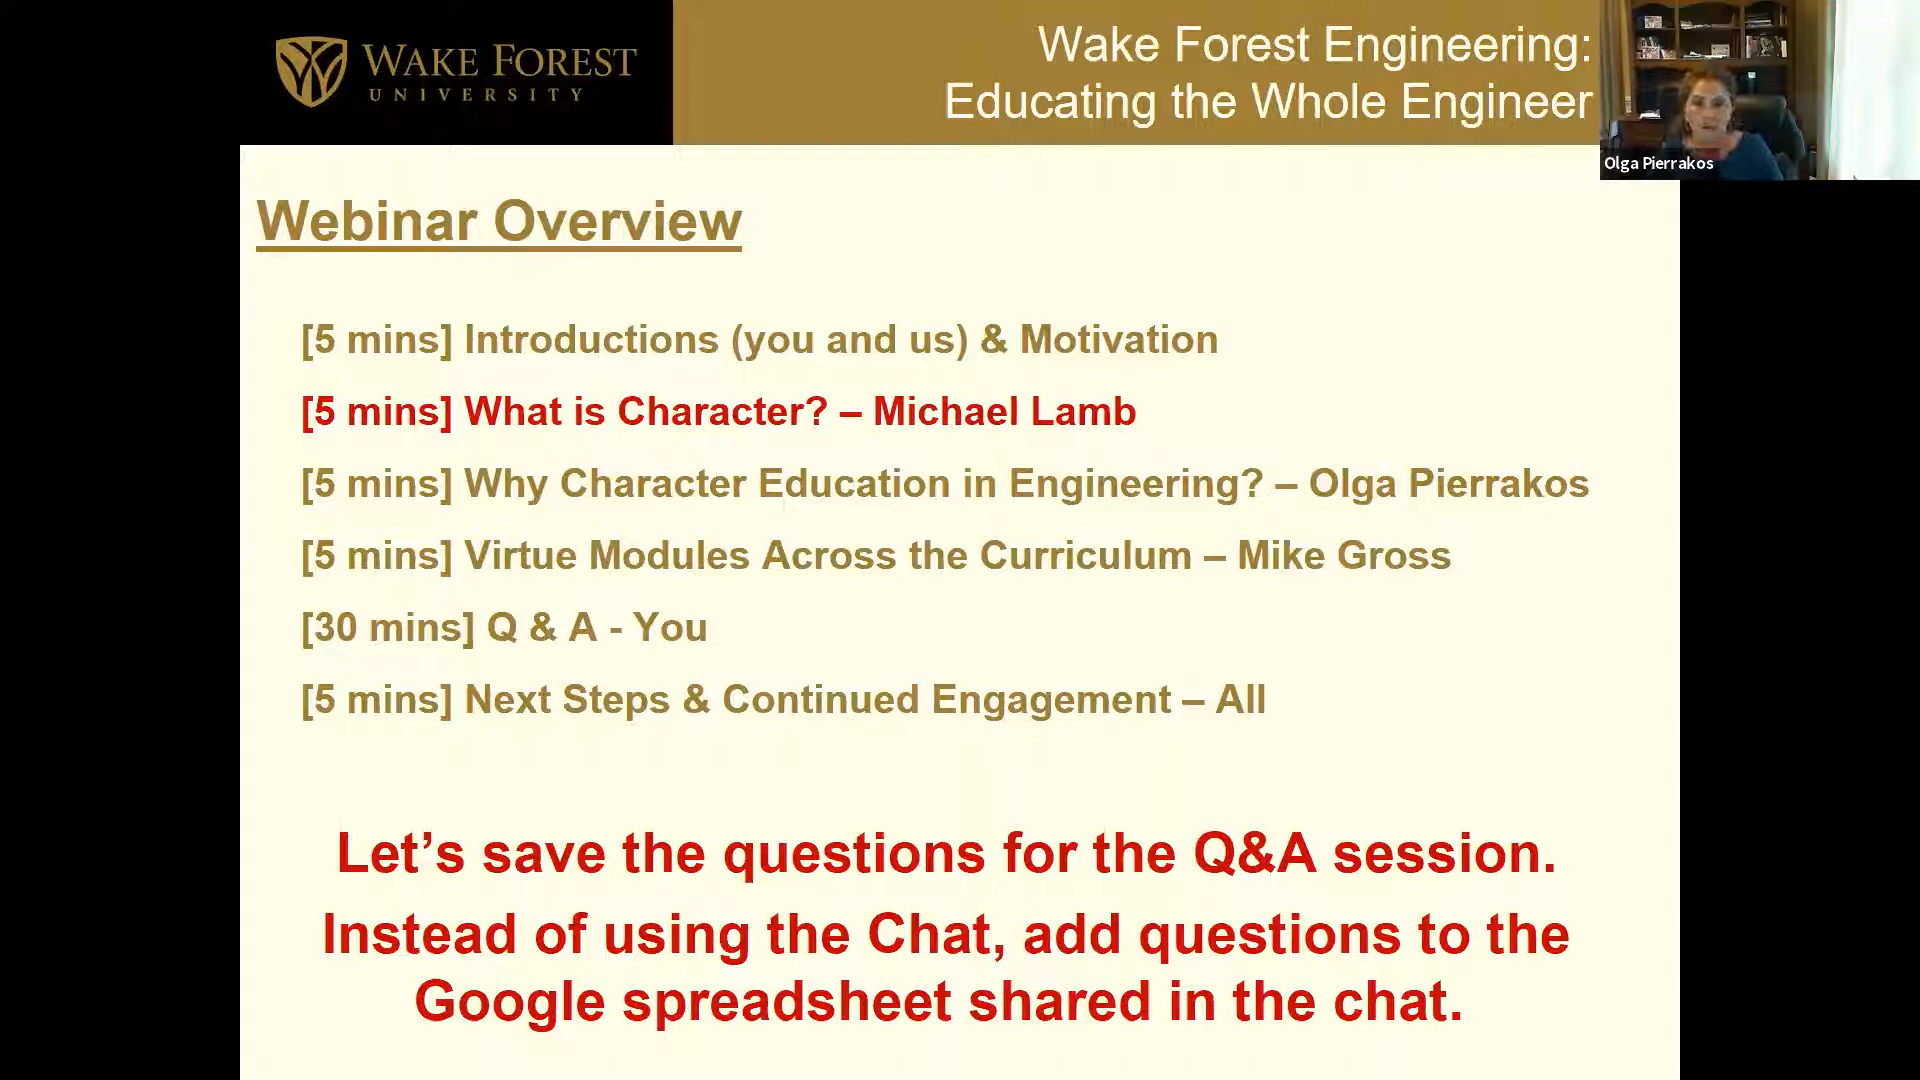 WAKE FOREST
UNIVERSITY
Wake Forest Engineering:
Educating the Whole Engineer
Olga Pierrakos
Webinar Overview
[5 mins] Introductions (you and us) & Motivation
[5 mins] What is Character? – Michael Lamb
[5 mins] Why Character Education in Engineering? – Olga Pierrakos
[5 mins] Virtue Modules Across the Curriculum – Mike Gross
[30 mins] Q & A - You
[5 mins] Next Steps & Continued Engagement – All
Let’s save the questions for the Q&A session.
Instead of using the Chat, add questions to the
Google spreadsheet shared in the chat.